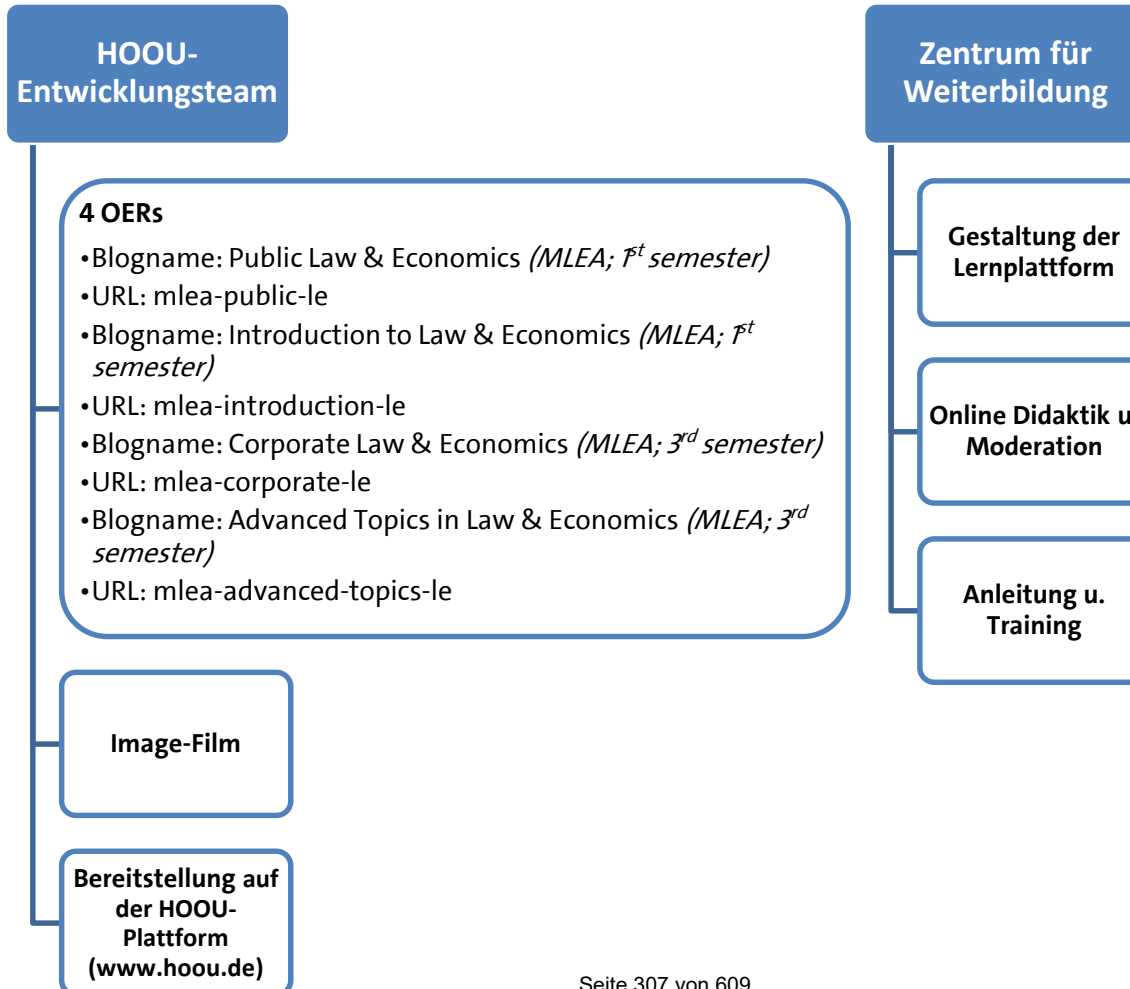 HOOU-
Entwicklungsteam
4 OERs
•Blogname: Public Law & Economics (MLEA; 1st semester)
•URL: mlea-public-le
•Blogname: Introduction to Law & Economics (MLEA; 1st
semester)
•URL: mlea-introduction-le
•Blogname: Corporate Law & Economics (MLEA; 3rd semester)
•URL: mlea-corporate-le
•Blogname: Advanced Topics in Law & Economics (MLEA; 3rd
semester)
•URL: mlea-advanced-topics-le
Image-Film
Bereitstellung auf
der HOOU-
Plattform
(www.hoou.de)
Zentrum für
Weiterbildung
Gestaltung der
Lernplattform
Online Didaktik u
Moderation
Anleitung u.
Training
Seite 307 von 609